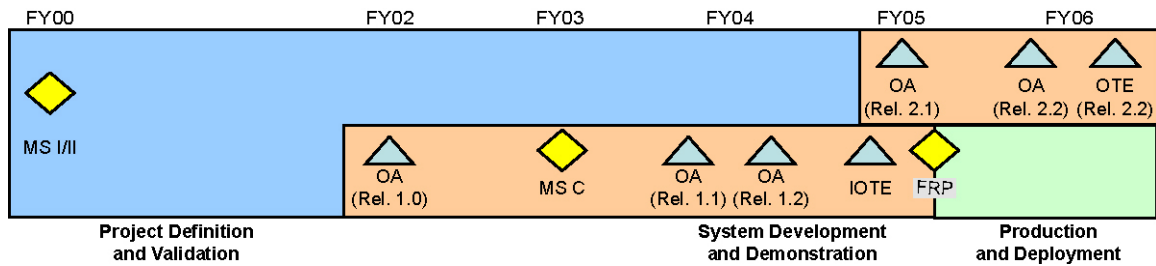 FY00 FY02 FY03 FY04 FY05 FY06
OA OA OTE
(Rel. 2.1) (Rel. 2.2) (Rel. 2.2)
MS I/II
OA MS C OA OA IOTE FRP
(Rel. 1.0) (Rel. 1.1) (Rel. 1.2)
Project Definition System Development Production
and Validation and Demonstration and Deployment